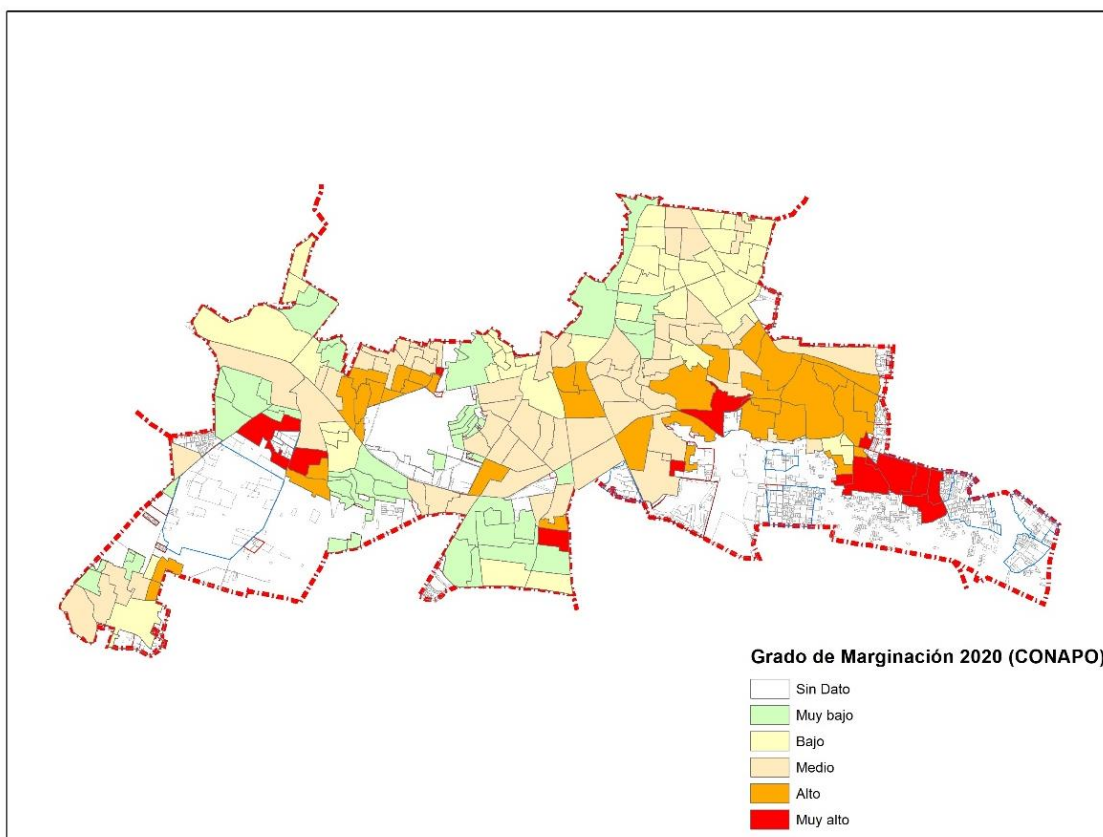 Grado de Marginación 2020 (CONAPO)
Sin Dato
Muy bajo
Bajo
Medio
Alto
Muy alto